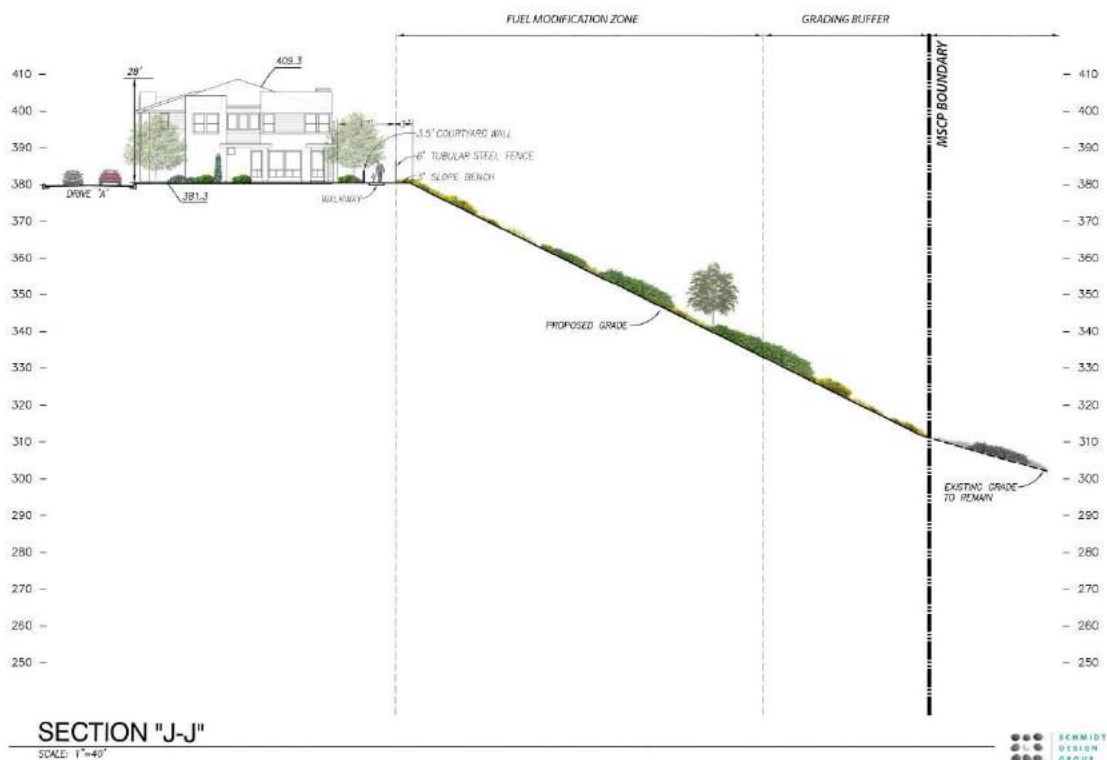 FUEL MODIFICATION ZONE
GRADING BUFFER
MSCP BOUNDARY
410
400
390
380
370
360
350
340
330
320
310
300
290
280
270
260
250
28'
409.3
3.5' COURTYARD WALL
6' TUBULAR STEEL FENCE
3' SLOPE BENCH
DRIVE 'A'
381.3
WALKWAY
PROPOSED GRADE
EXISTING GRADE
TO REMAIN
410
400
390
380
370
360
350
340
330
320
310
300
290
280
270
260
250
SECTION "J-J"
SCALE: 1"=40'
SCHMIDT
DESIGN
GROUP